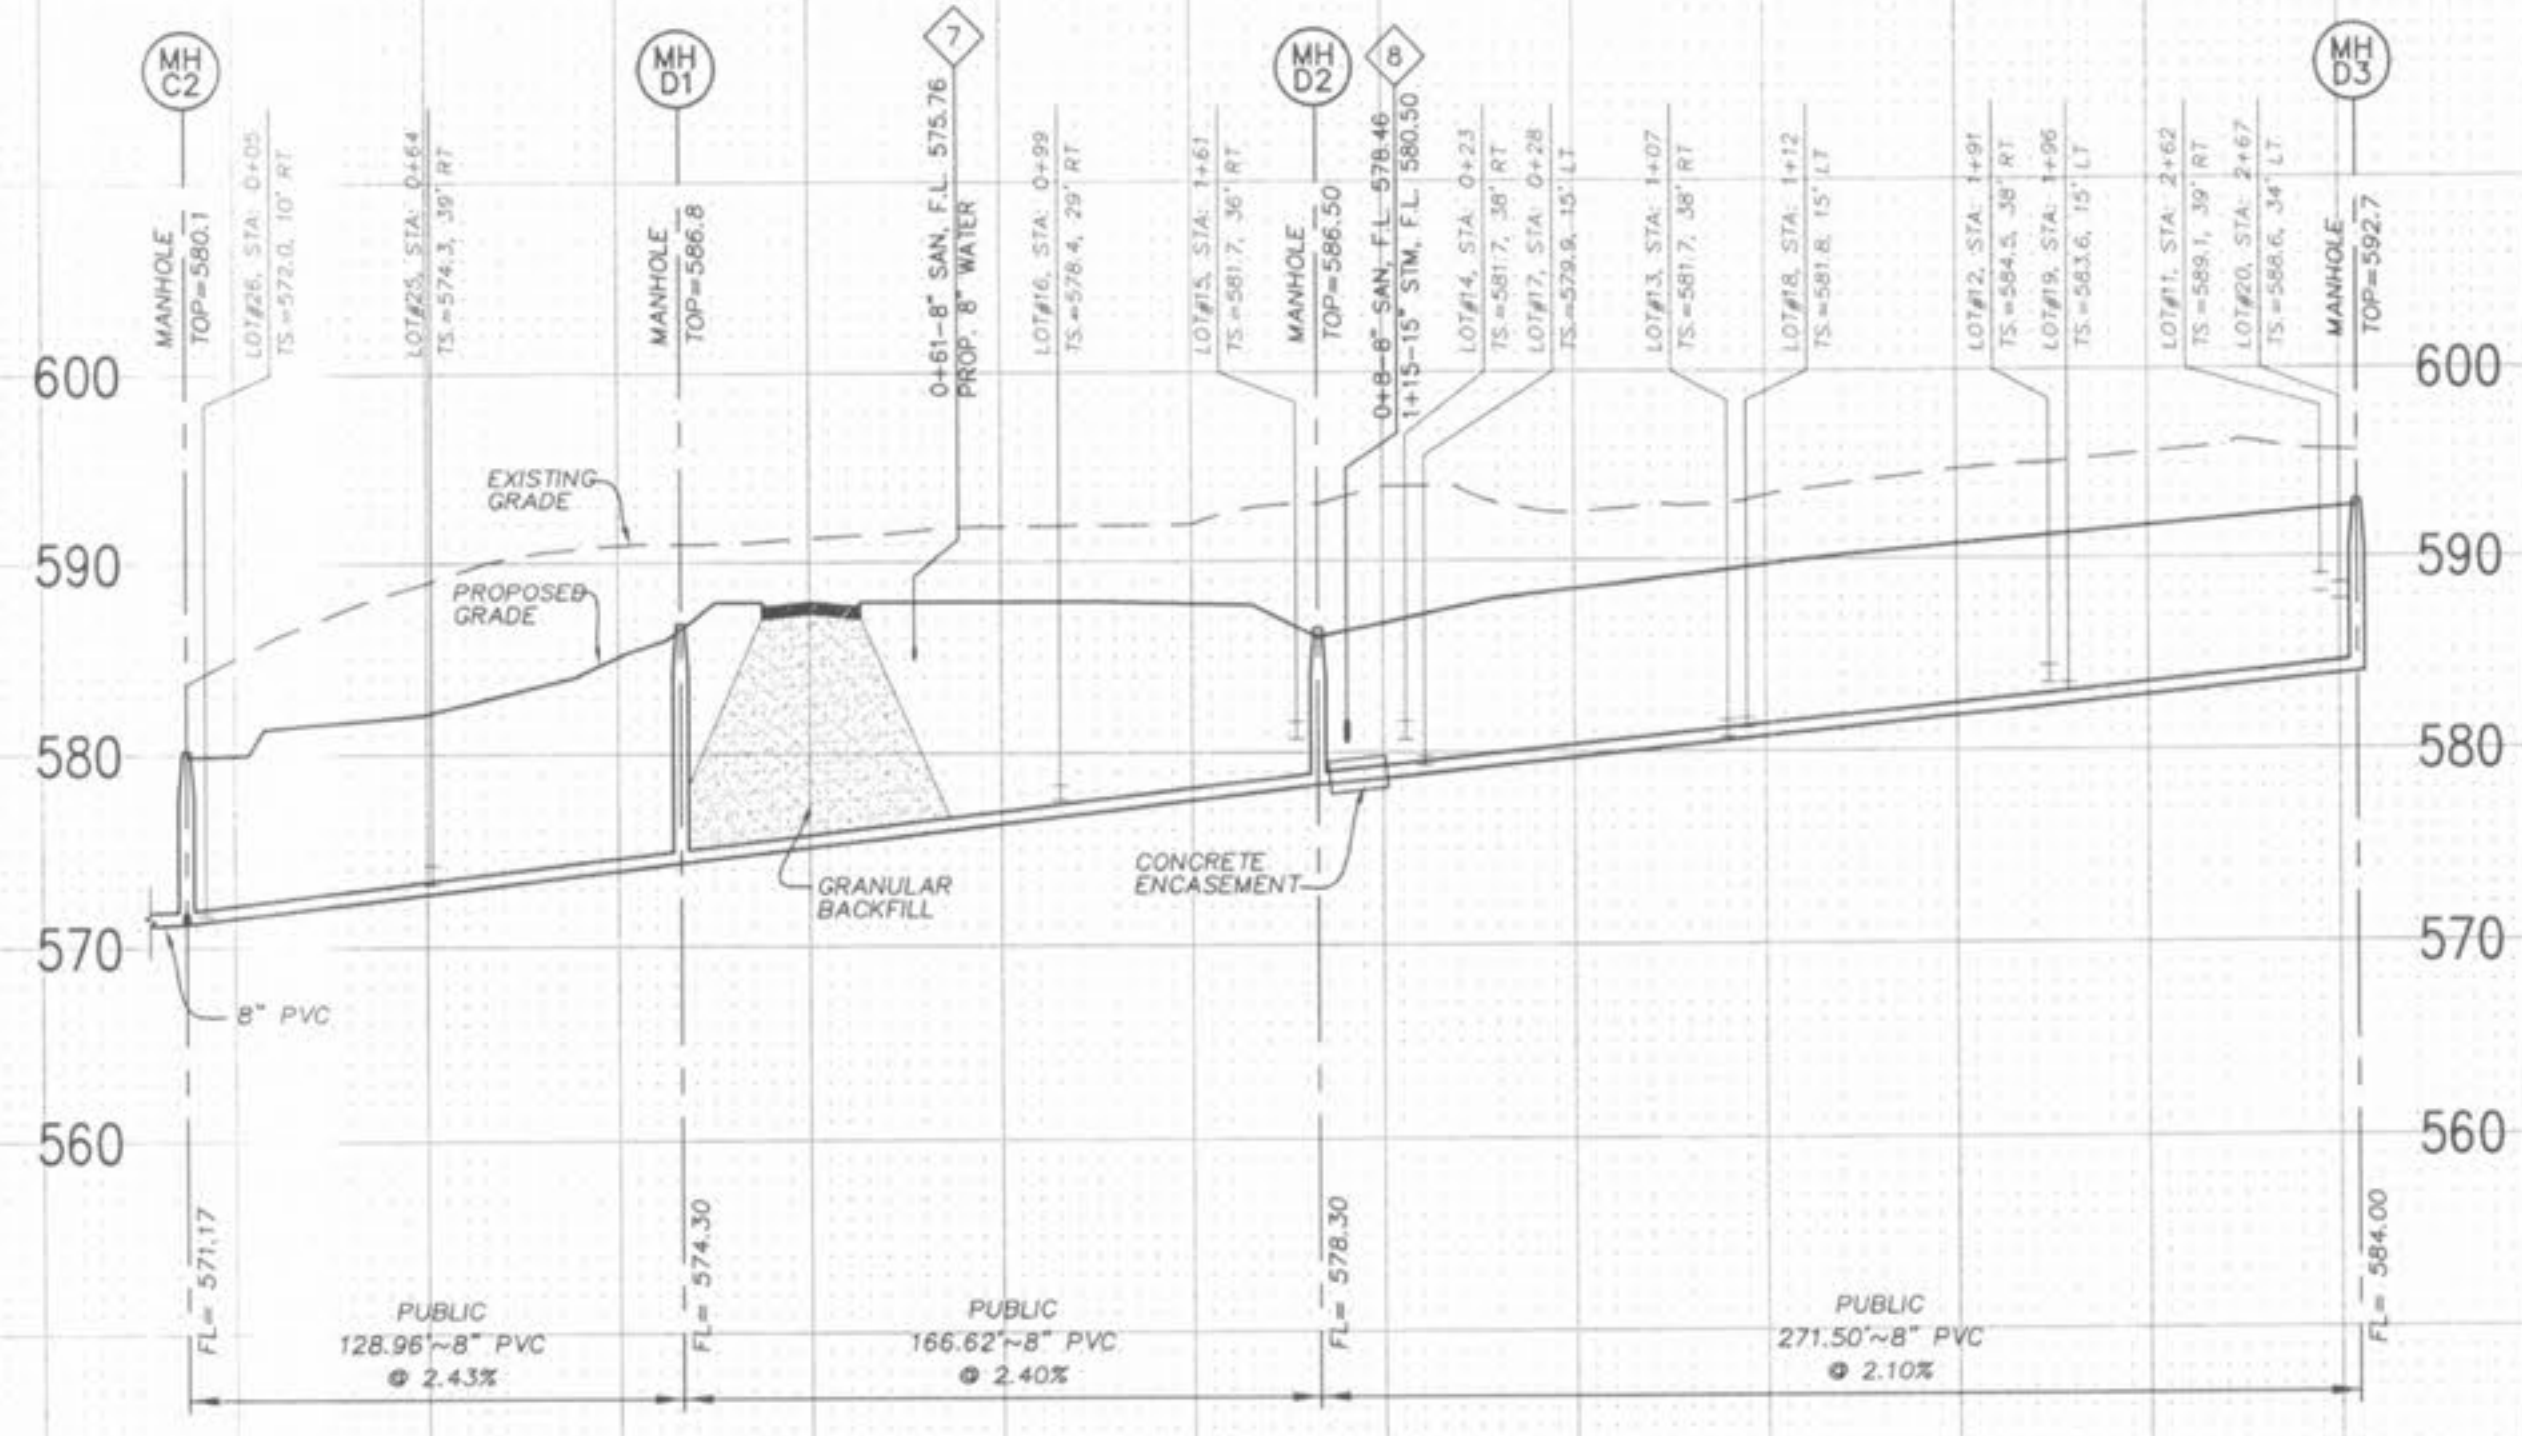 MH
C2
MH
D1
7
MH
D2
8
MH
D3
MANHOLE
TOP=580.1
LOT#26, STA: 0+05
TS.=572.0, 10' RT
LOT#25, STA: 0+64
TS.=574.3, 39' RT
MANHOLE
TOP=586.8
0+61-8" SAN, F.L. 575.76
PROP. 8" WATER
LOT#16, STA: 0+99
TS.=578.4, 29' RT
LOT#15, STA: 1+61
TS.=581.7, 36' RT
MANHOLE
TOP=586.50
0+8-8" SAN, F.L. 578.46
1+15-15" STM, F.L. 580.50
LOT#14, STA: 0+23
TS.=581.7, 38' RT
LOT#17, STA: 0+28
TS.=579.9, 15' LT
LOT#13, STA: 1+07
TS.=581.7, 38' RT
LOT#18, STA: 1+12
TS.=581.8, 15' LT
LOT#12, STA: 1+91
TS.=584.5, 38' RT
LOT#19, STA: 1+96
TS.=583.6, 15' LT
LOT#11, STA: 2+62
TS.=589.1, 39' RT
LOT#20, STA: 2+67
TS.=588.6, 34' LT
MANHOLE
TOP=592.7
600
600
EXISTING
GRADE
590
590
PROPOSED
GRADE
580
580
CONCRETE
ENCASEMENT
GRANULAR
BACKFILL
570
570
8" PVC
560
560
FL= 571.17
FL= 574.30
FL= 578.30
FL= 584.00
PUBLIC
128.96'~8" PVC
@ 2.43%
PUBLIC
166.62'~8" PVC
@ 2.40%
PUBLIC
271.50'~8" PVC
@ 2.10%